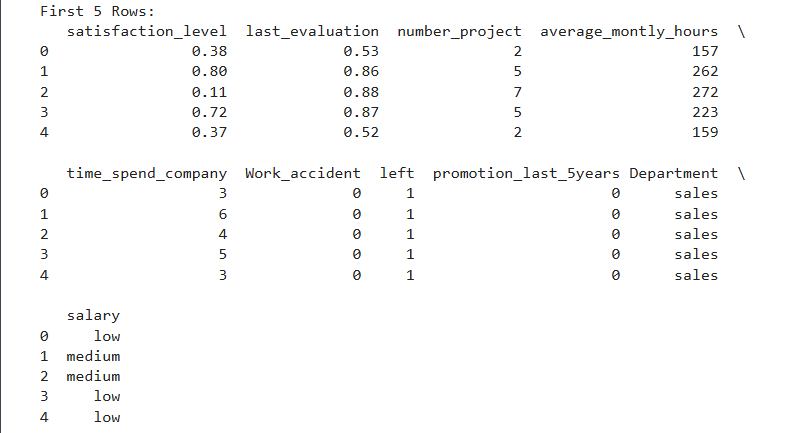 First 5 Rows:
   satisfaction_level  last_evaluation  number_project  average_montly_hours  \
0                0.38             0.53               2                   157
1                0.80             0.86               5                   262
2                0.11             0.88               7                   272
3                0.72             0.87               5                   223
4                0.37             0.52               2                   159

   time_spend_company  Work_accident  left  promotion_last_5years Department  \
0                   3              0     1                      0      sales
1                   6              0     1                      0      sales
2                   4              0     1                      0      sales
3                   5              0     1                      0      sales
4                   3              0     1                      0      sales

   salary
0     low
1  medium
2  medium
3     low
4     low